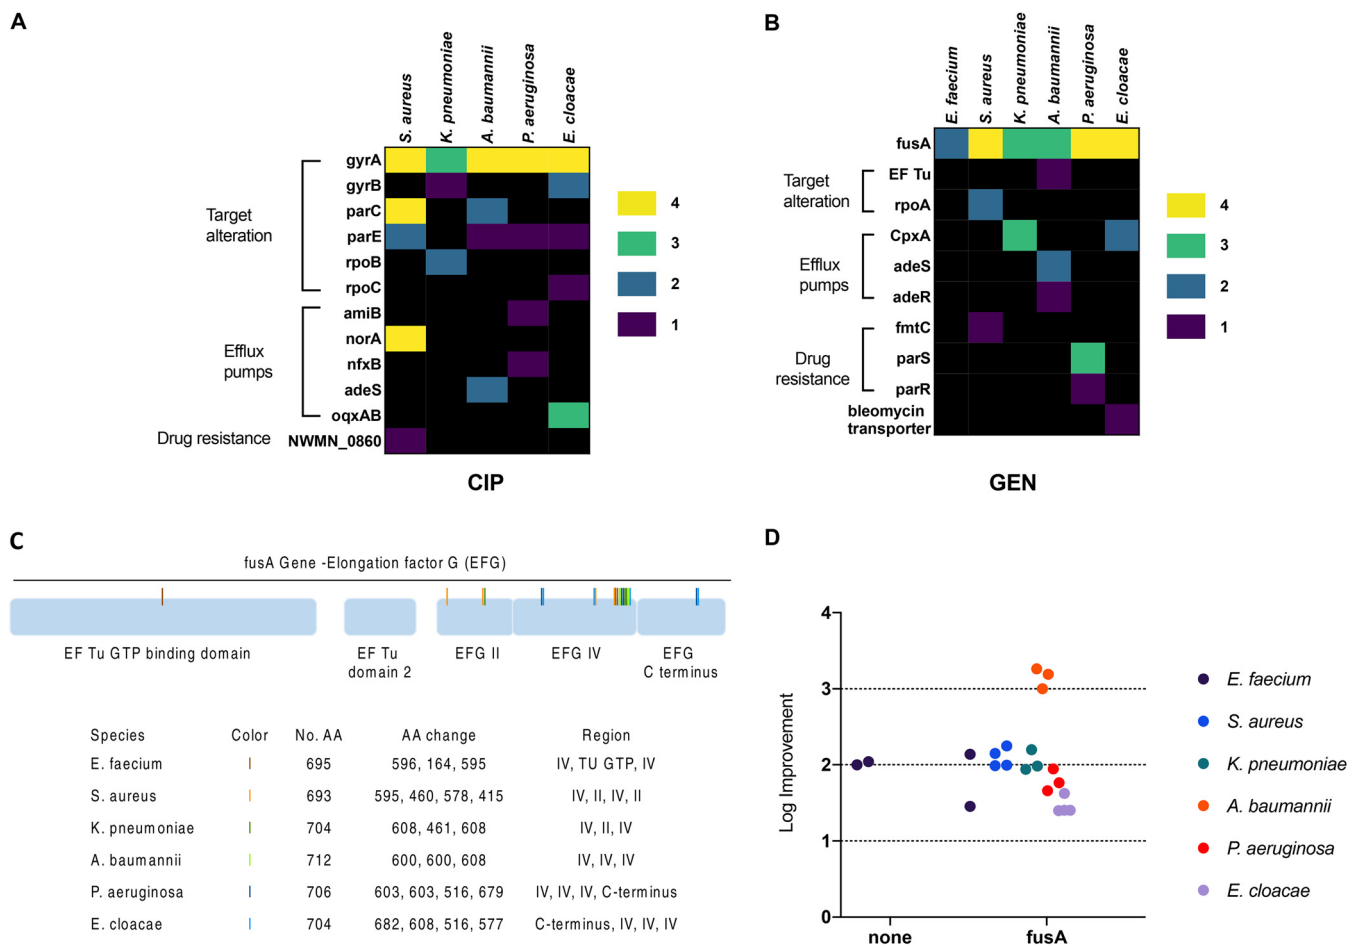 A
S. aureus
K. pneumoniae
A. baumannii
P. aeruginosa
E. cloacae
gyrA
gyrB
parC
parE
rpoB
rpoC
amiB
norA
nfxB
adeS
oqxAB
NWMN_0860
Target
alteration
Efflux
pumps
Drug resistance
4
3
2
1
CIP
B
E. faecium
S. aureus
K. pneumoniae
A. baumannii
P. aeruginosa
E. cloacae
fusA
EF Tu
rpoA
CpxA
adeS
adeR
fmtC
parS
parR
bleomycin
transporter
Target
alteration
Efflux
pumps
Drug
resistance
4
3
2
1
GEN
C
fusA Gene -Elongation factor G (EFG)
EF Tu GTP binding domain
EF Tu
domain 2
EFG II
EFG IV
EFG
C terminus
Species Color No. AA AA change Region
E. faecium 695 596, 164, 595 IV, TU GTP, IV
S. aureus 693 595, 460, 578, 415 IV, II, IV, II
K. pneumoniae 704 608, 461, 608 IV, II, IV
A. baumannii 712 600, 600, 608 IV, IV, IV
P. aeruginosa 706 603, 603, 516, 679 IV, IV, IV, C-terminus
E. cloacae 704 682, 608, 516, 577 C-terminus, IV, IV, IV
D
Log Improvement
4
3
2
1
0
none
fusA
E. faecium
S. aureus
K. pneumoniae
A. baumannii
P. aeruginosa
E. cloacae